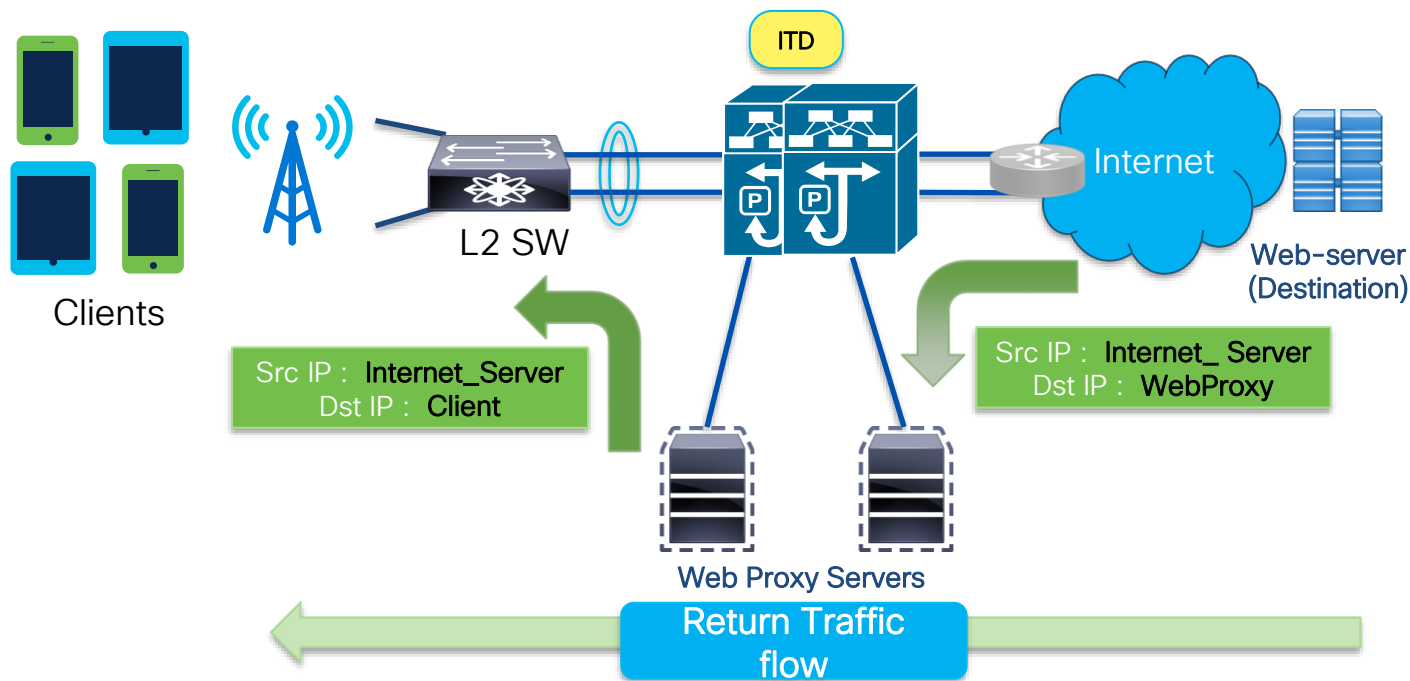 ITD
P
P
Internet
L2 SW
Web-server
(Destination)
Clients
Src IP : Internet_Server
Dst IP : Client
Src IP : Internet_ Server
Dst IP : WebProxy
Web Proxy Servers
Return Traffic
flow